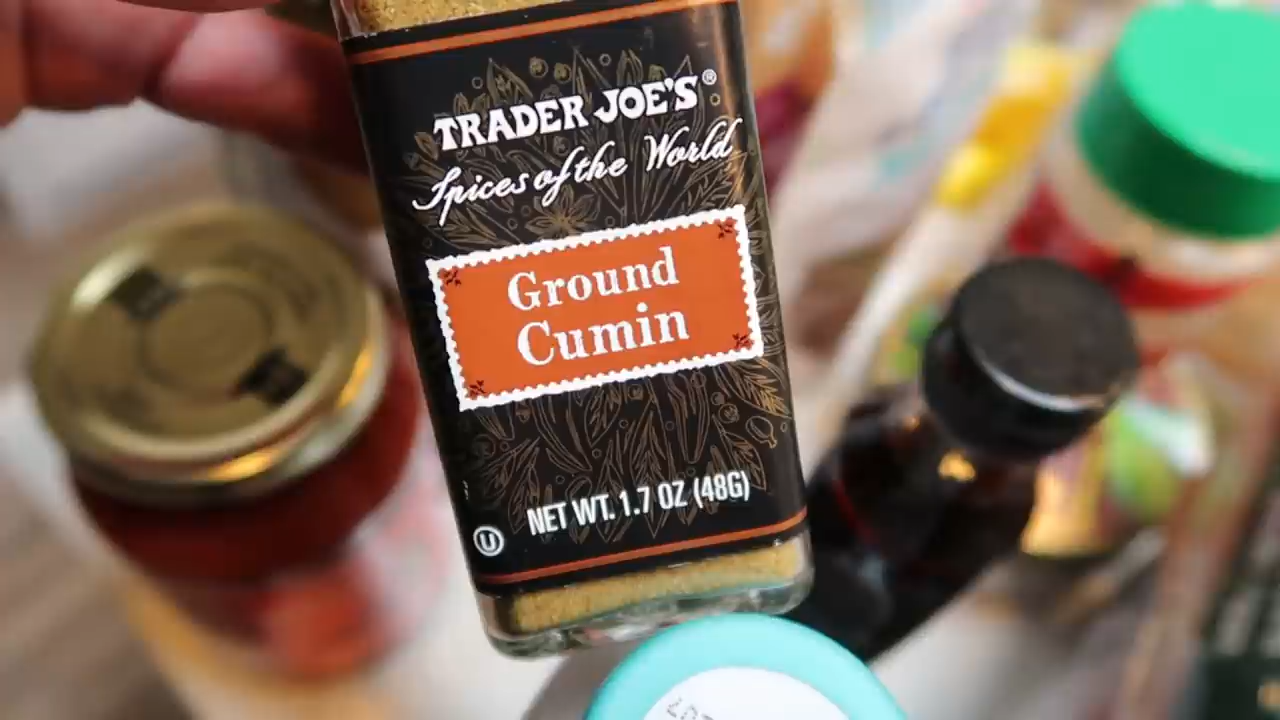 TRADER JOE'S®
Spices of the World
Ground
Cumin
NET WT. 1.7 OZ (48G)
U